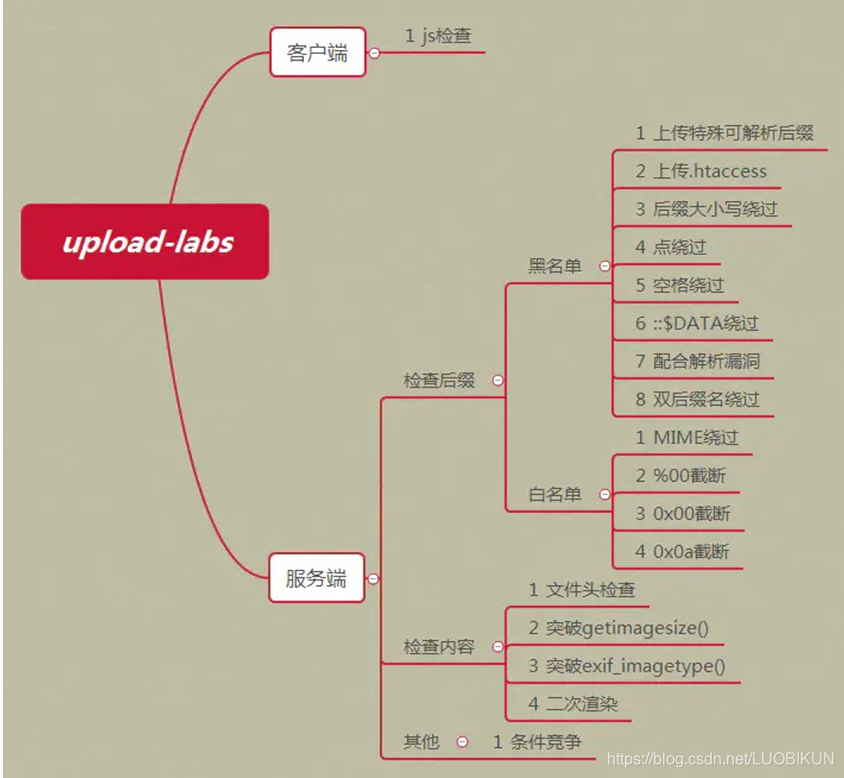 upload-labs
客户端
1 js检查
服务端
检查后缀
黑名单
1 上传特殊可解析后缀
2 上传.htaccess
3 后缀大小写绕过
4 点绕过
5 空格绕过
6 ::$DATA绕过
7 配合解析漏洞
8 双后缀名绕过
白名单
1 MIME绕过
2 %00截断
3 0x00截断
4 0x0a截断
检查内容
1 文件头检查
2 突破getimagesize()
3 突破exif_imagetype()
4 二次渲染
其他
1 条件竞争
https://blog.csdn.net/LUOBIKUN